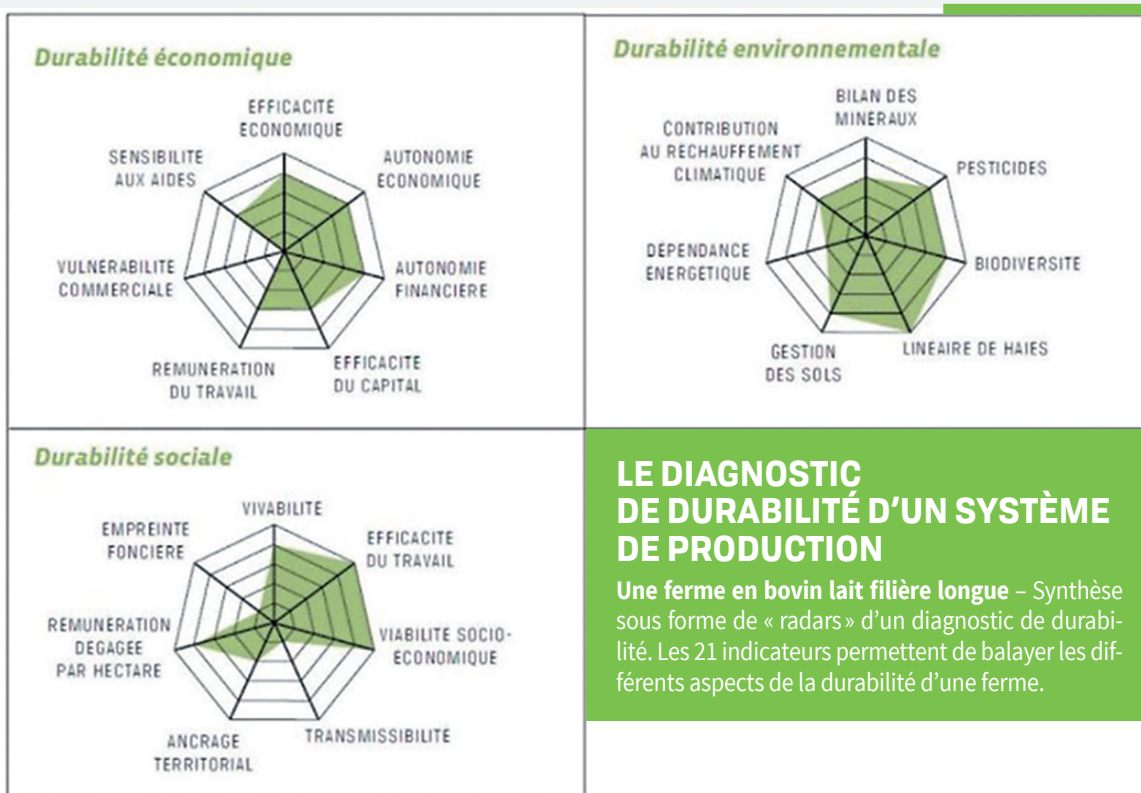 Durabilité économique
EFFICACITE
ECONOMIQUE
SENSIBILITE
AUX AIDES
AUTONOMIE
ECONOMIQUE
VULNERABILITE
COMMERCIALE
AUTONOMIE
FINANCIERE
REMUNERATION
DU TRAVAIL
EFFICACITE
DU CAPITAL
Durabilité environnementale
BILAN DES
MINERAUX
CONTRIBUTION
AU RECHAUFFEMENT
CLIMATIQUE
PESTICIDES
DEPENDANCE
ENERGETIQUE
BIODIVERSITE
GESTION
DES SOLS
LINEAIRE DE HAIES
Durabilité sociale
VIVABILITE
EMPREINTE
FONCIERE
EFFICACITE
DU TRAVAIL
REMUNERATION
DEGAGEE
PAR HECTARE
VIABILITE SOCIO-
ECONOMIQUE
ANCRAGE
TERRITORIAL
TRANSMISSIBILITE
LE DIAGNOSTIC
DE DURABILITÉ D’UN SYSTÈME
DE PRODUCTION
Une ferme en bovin lait filière longue – Synthèse
sous forme de « radars » d’un diagnostic de durabi-
lité. Les 21 indicateurs permettent de balayer les dif-
férents aspects de la durabilité d’une ferme.